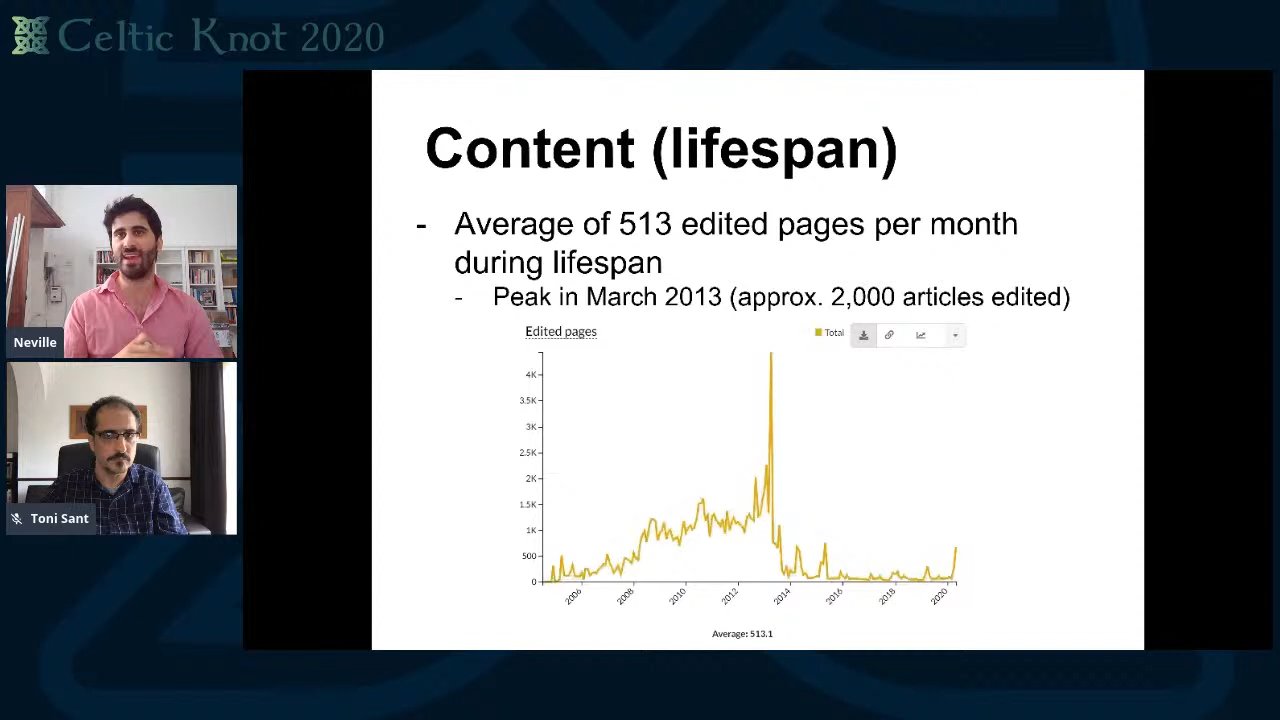 Celtic Knot 2020
Content (lifespan)
- Average of 513 edited pages per month
during lifespan
- Peak in March 2013 (approx. 2,000 articles edited)
Edited pages
Total
4K
3.5K
3K
2.5K
2K
1.5K
1K
500
0
2006
2008
2010
2012
2014
2016
2018
2020
Average: 513.1
Neville
Toni Sant